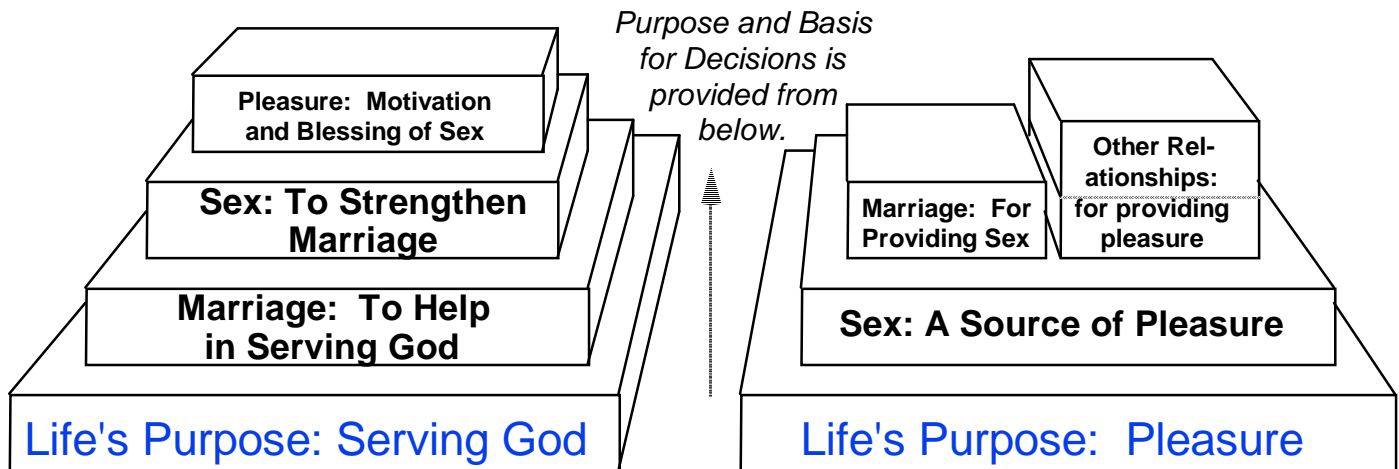 Pleasure:  Motivation
and Blessing of Sex
Sex: To Strengthen
Marriage
Marriage:  To Help
in Serving God
Life's Purpose: Serving God
Purpose and Basis
for Decisions is
provided from
below.
Marriage:  For
Providing Sex
Other Rel-
ationships:
for providing
pleasure
Sex: A Source of Pleasure
Life's Purpose:  Pleasure